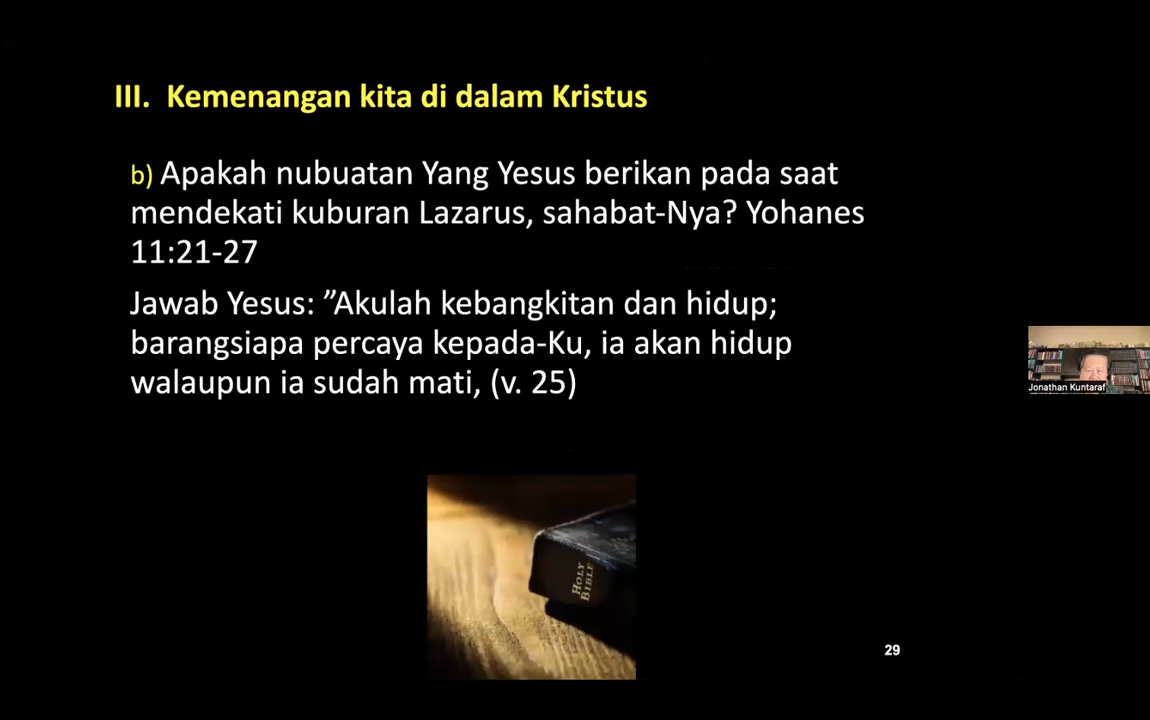 III. Kemenangan kita di dalam Kristus
b) Apakah nubuatan Yang Yesus berikan pada saat
mendekati kuburan Lazarus, sahabat-Nya? Yohanes
11:21-27
Jawab Yesus: ”Akulah kebangkitan dan hidup;
barangsiapa percaya kepada-Ku, ia akan hidup
walaupun ia sudah mati, (v. 25)
Jonathan Kuntaraf
HOLY
BIBLE
29